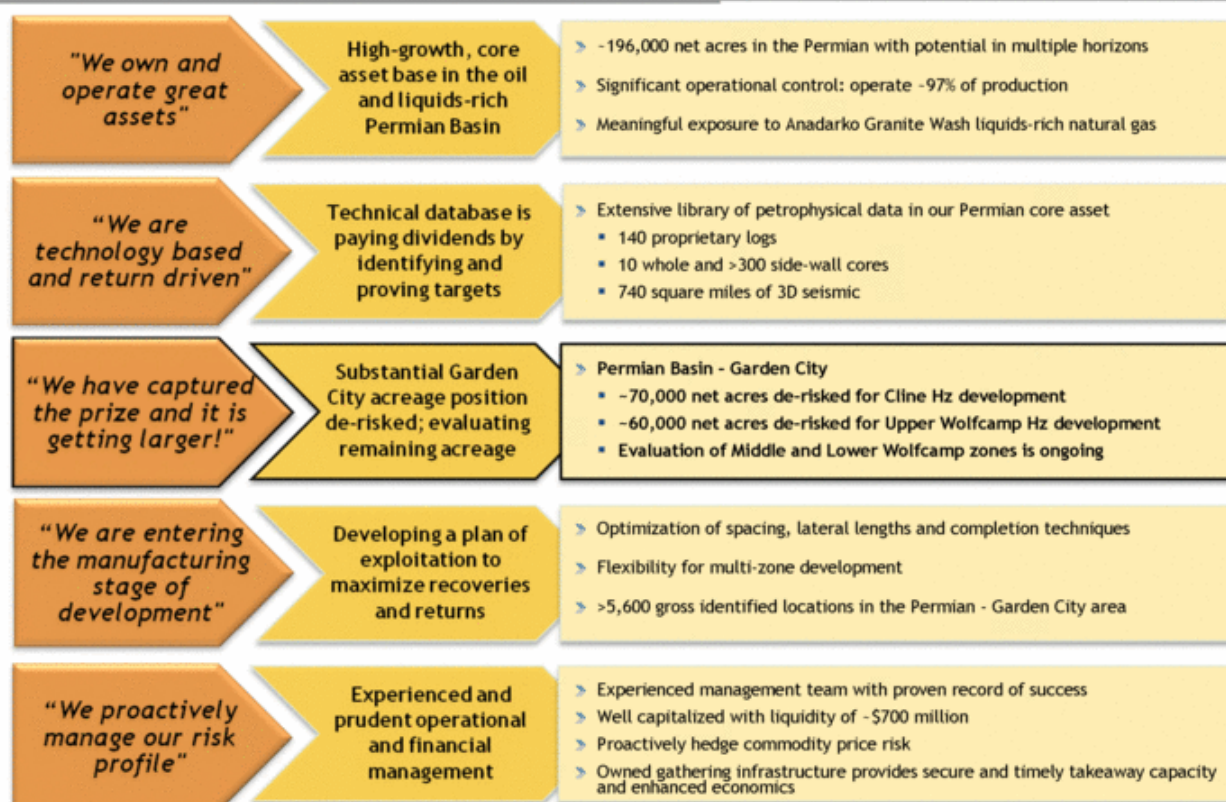 "We own and
operate great
assets"
High-growth, core
asset base in the oil
and liquids-rich
Permian Basin
~196,000 net acres in the Permian with potential in multiple horizons
Significant operational control: operate ~97% of production
Meaningful exposure to Anadarko Granite Wash liquids-rich natural gas
“We are
technology based
and return driven"
Technical database is
paying dividends by
identifying and
proving targets
Extensive library of petrophysical data in our Permian core asset
140 proprietary logs
10 whole and >300 side-wall cores
740 square miles of 3D seismic
“We have captured
the prize and it is
getting larger!"
Substantial Garden
City acreage position
de-risked; evaluating
remaining acreage
Permian Basin - Garden City
~70,000 net acres de-risked for Cline Hz development
~60,000 net acres de-risked for Upper Wolfcamp Hz development
Evaluation of Middle and Lower Wolfcamp zones is ongoing
“We are entering
the manufacturing
stage of
development"
Developing a plan of
exploitation to
maximize recoveries
and returns
Optimization of spacing, lateral lengths and completion techniques
Flexibility for multi-zone development
>5,600 gross identified locations in the Permian - Garden City area
“We proactively
manage our risk
profile"
Experienced and
prudent operational
and financial
management
Experienced management team with proven record of success
Well capitalized with liquidity of ~$700 million
Proactively hedge commodity price risk
Owned gathering infrastructure provides secure and timely takeaway capacity
and enhanced economics